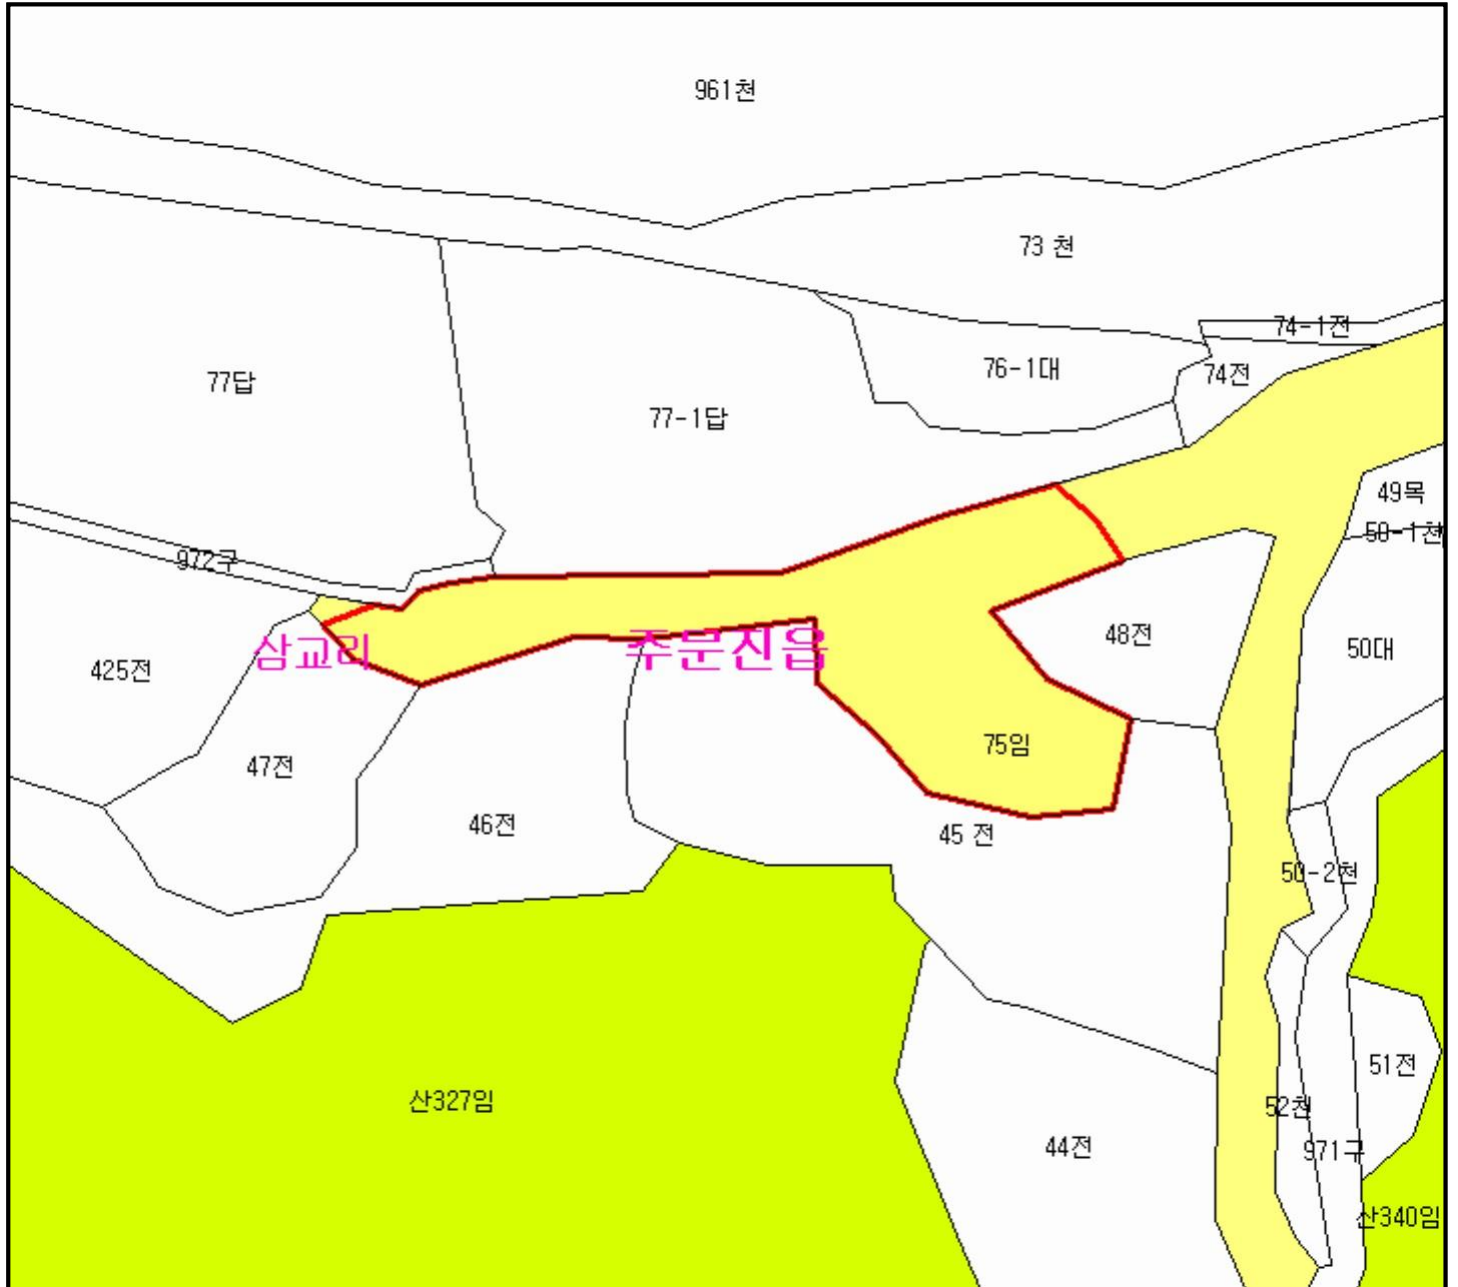 961천
73 천
74-1전
76-1대
74전
77답
77-1답
49목
50-1천
972구
48전
삼교리
주문진읍
50대
425전
75임
47전
46전
45 전
50-2천
51전
산327임
52천
44전
971구
산340임